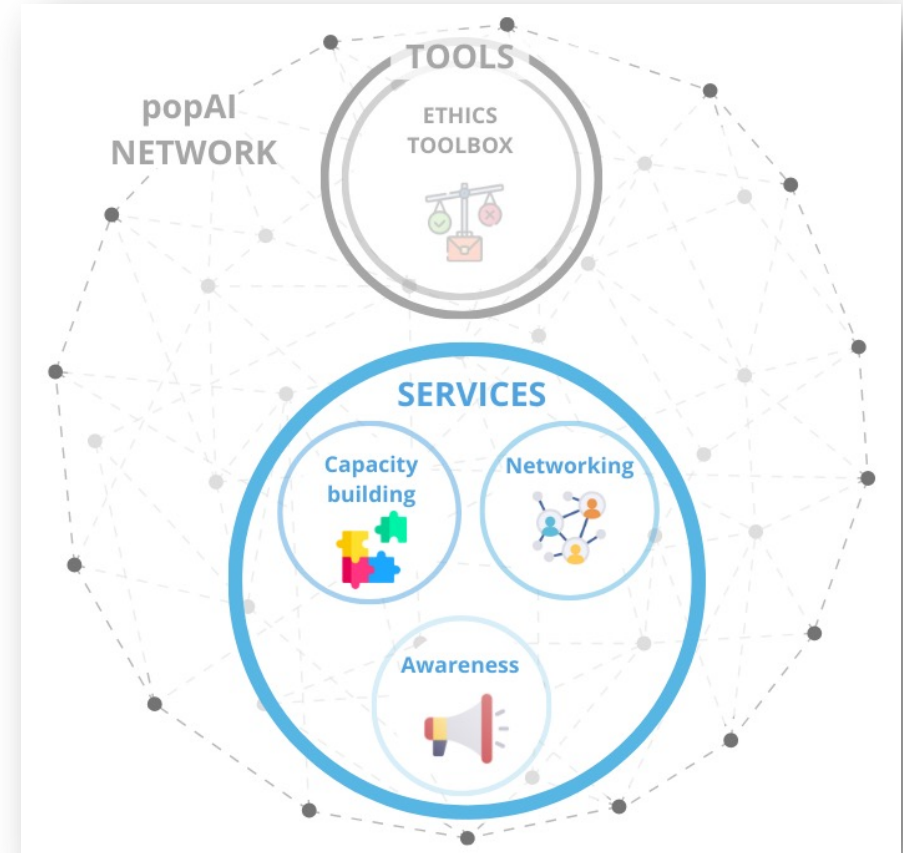 popAI
NETWORK
TOOLS
ETHICS
TOOLBOX
SERVICES
Capacity
building
Networking
Awareness